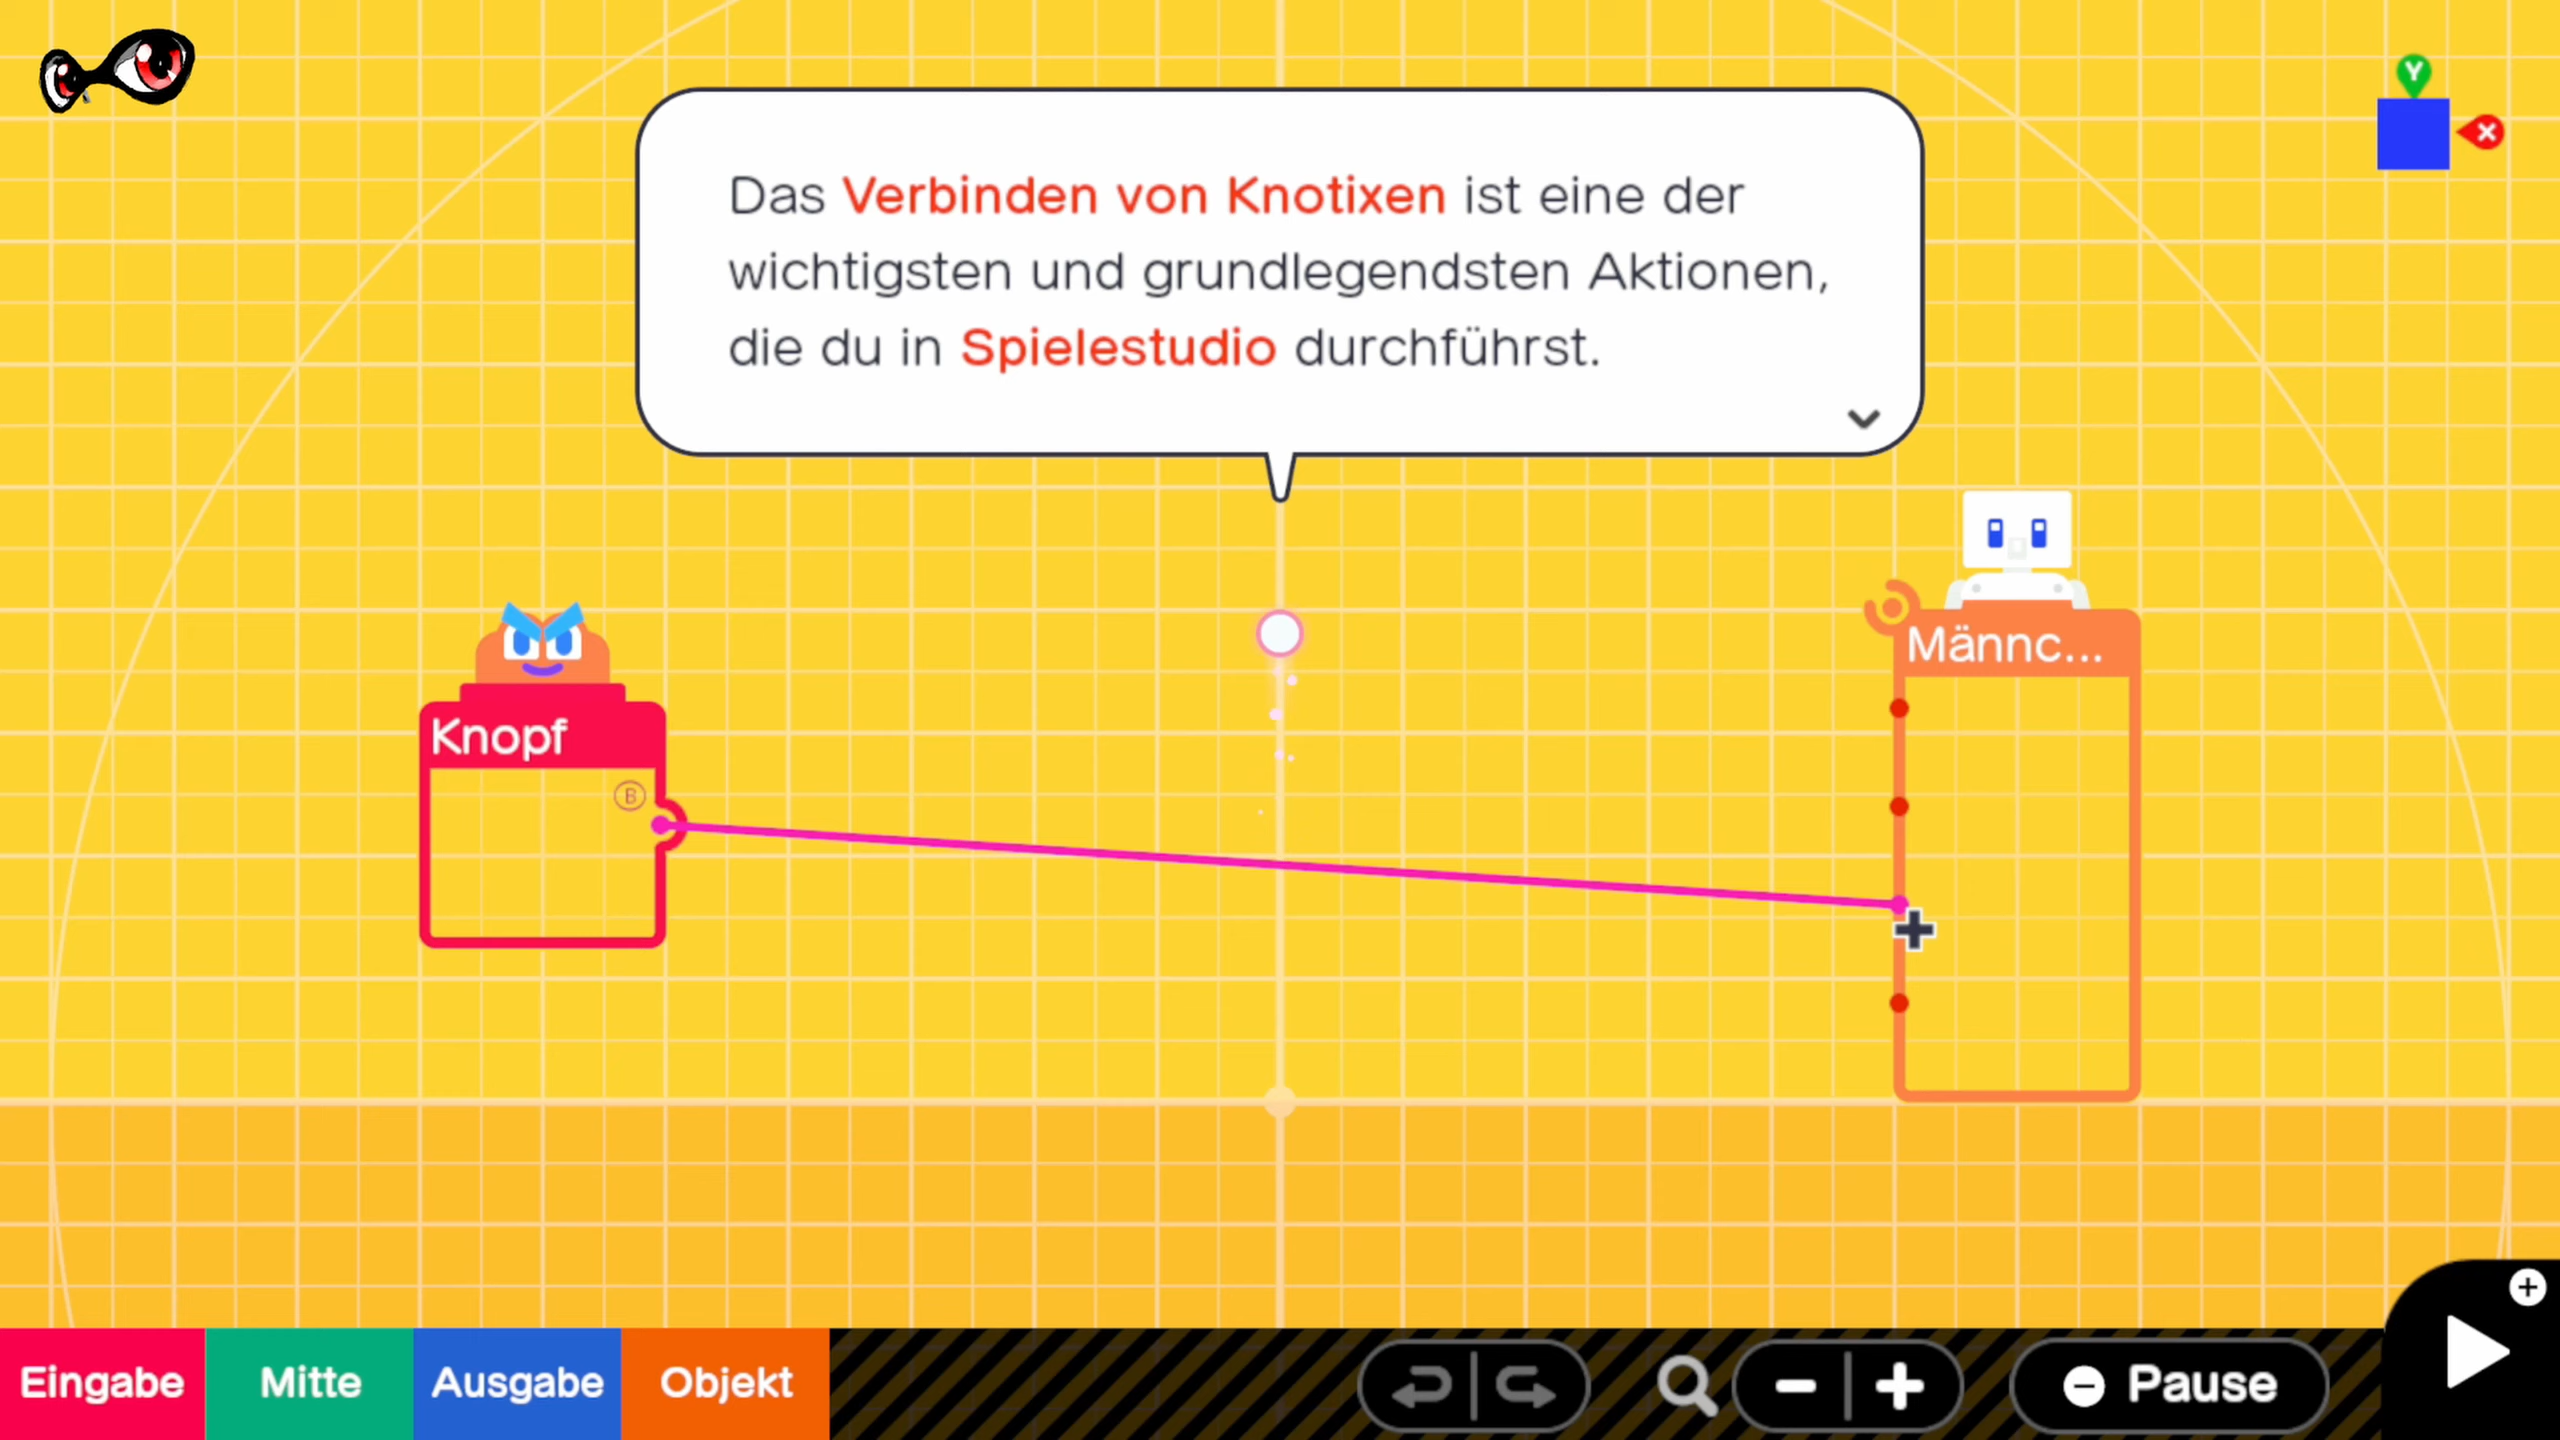 Y
X
Das Verbinden von Knotixen ist eine der
wichtigsten und grundlegendsten Aktionen,
die du in Spielestudio durchführst.
Männc...
Knopf
B
Eingabe
Mitte
Ausgabe
Objekt
Pause